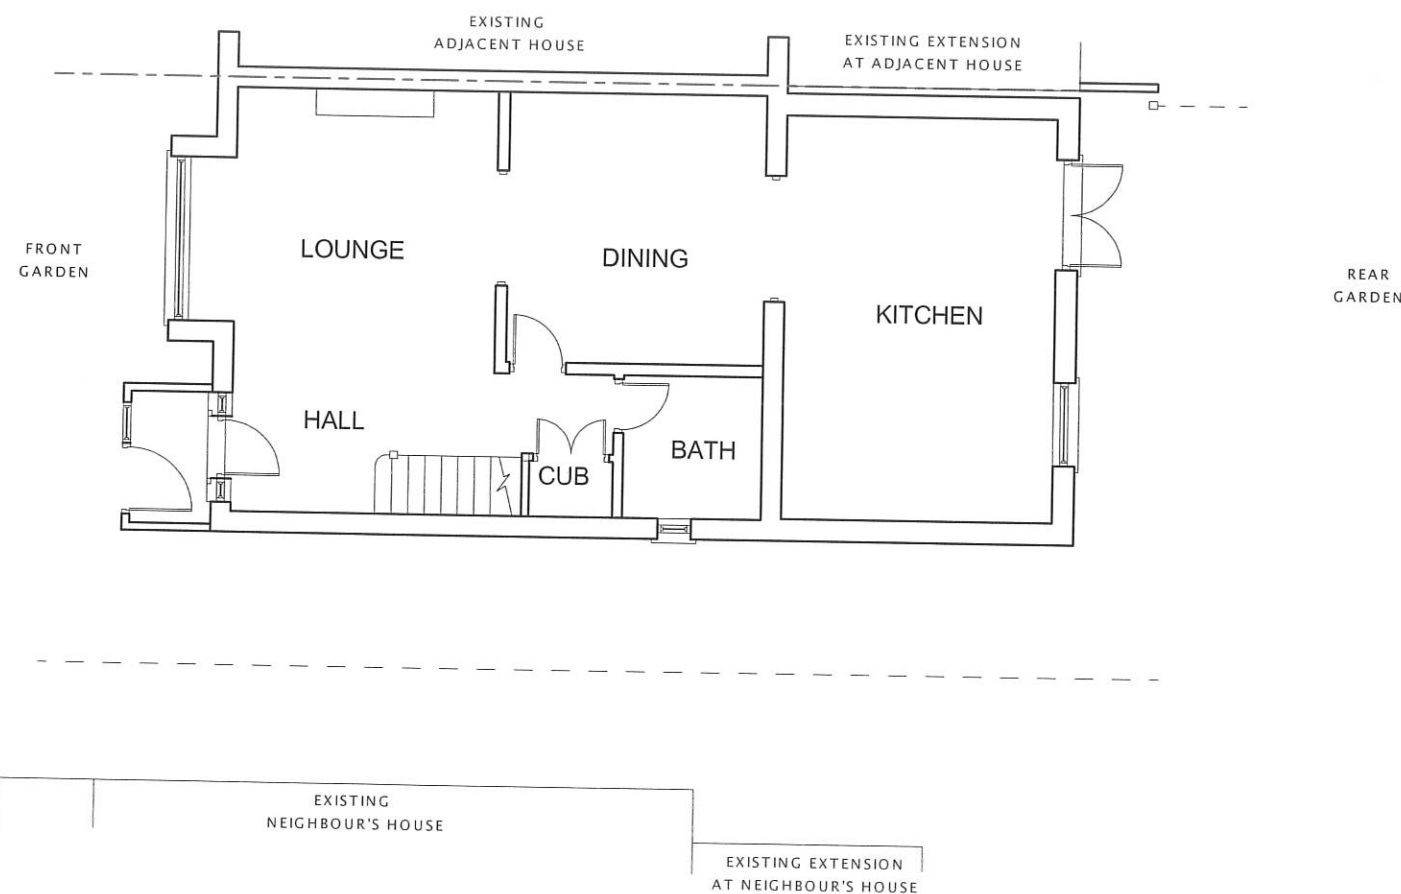 EXISTING
ADJACENT HOUSE
EXISTING EXTENSION
AT ADJACENT HOUSE
FRONT
GARDEN
LOUNGE
DINING
KITCHEN
REAR
GARDEN
HALL
CUB
BATH
EXISTING
NEIGHBOUR'S HOUSE
EXISTING EXTENSION
AT NEIGHBOUR'S HOUSE